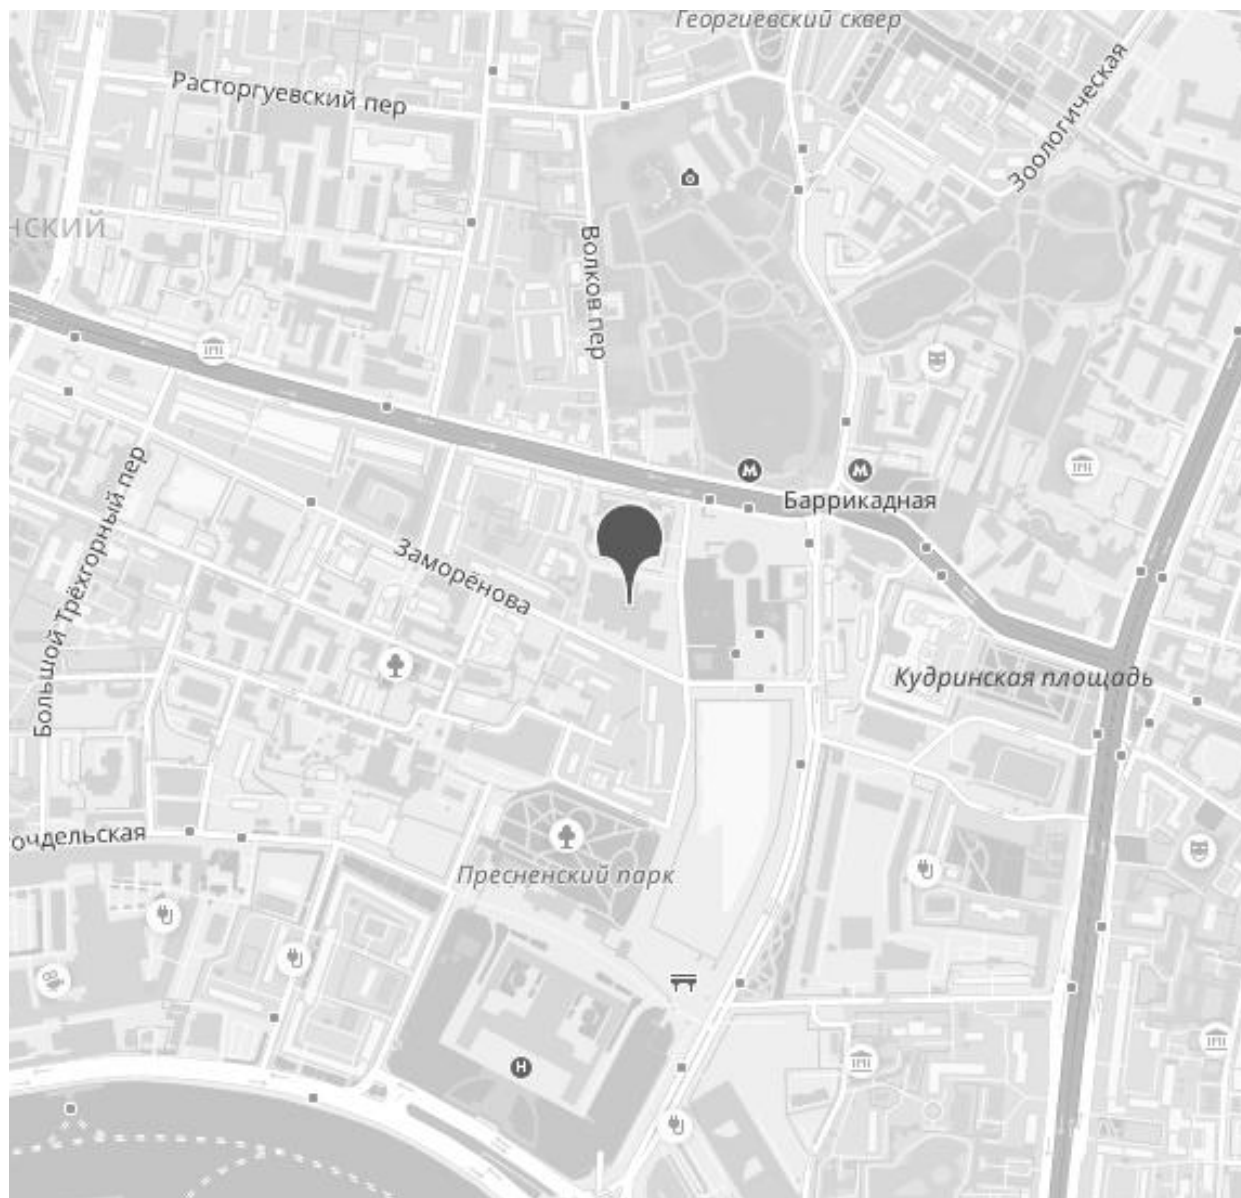 Георгиевский сквер
Расторгуевский пер
Зоологическая
нский
Волков пер
М
М
Баррикадная
Большой Трёхгорный пер
Заморёнова
Кудринская площадь
очдельская
Пресненский парк
Н